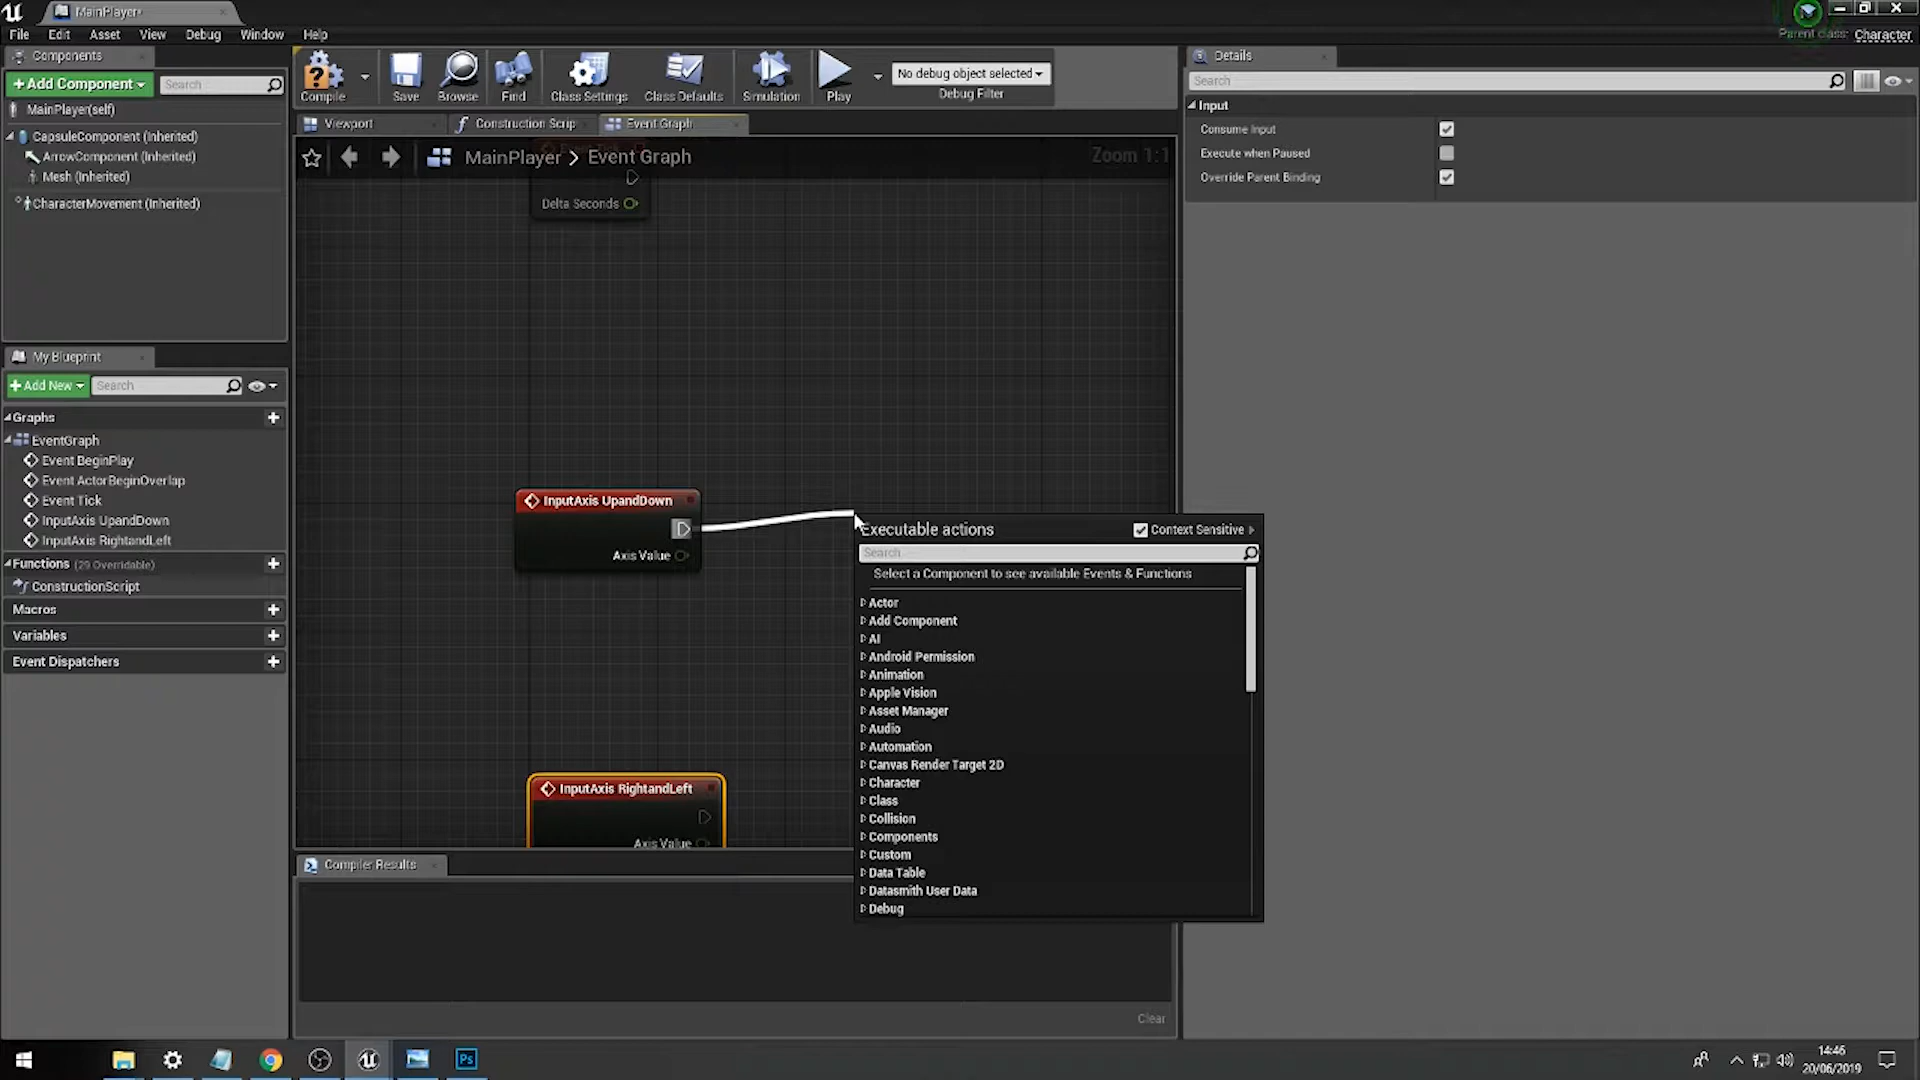 MainPlayer*
File Edit Asset View Debug Window Help
Parent class: Character
Components
+Add Component Search
MainPlayer(self)
CapsuleComponent (Inherited)
ArrowComponent (Inherited)
Mesh (Inherited)
CharacterMovement (Inherited)
My Blueprint
+Add New Search
Graphs
EventGraph
Event BeginPlay
Event ActorBeginOverlap
Event Tick
InputAxis UpandDown
InputAxis RightandLeft
Functions (29 Overridable)
ConstructionScript
Macros
Variables
Event Dispatchers
Compile Save Browse Find Class Settings Class Defaults Simulation Play
No debug object selected
Debug Filter
Viewport Construction Scrip Event Graph
MainPlayer > Event Graph
Zoom 1:1
Event Tick
Delta Seconds
InputAxis UpandDown
Axis Value
InputAxis RightandLeft
Axis Value
Executable actions Context Sensitive
Search
Select a Component to see available Events & Functions
Actor
Add Component
AI
Android Permission
Animation
Apple Vision
Asset Manager
Audio
Automation
Canvas Render Target 2D
Character
Class
Collision
Components
Custom
Data Table
Datasmith User Data
Debug
Compiler Results
Clear
Details
Search
Input
Consume Input
Execute when Paused
Override Parent Binding
Ps
14:46
20/06/2019